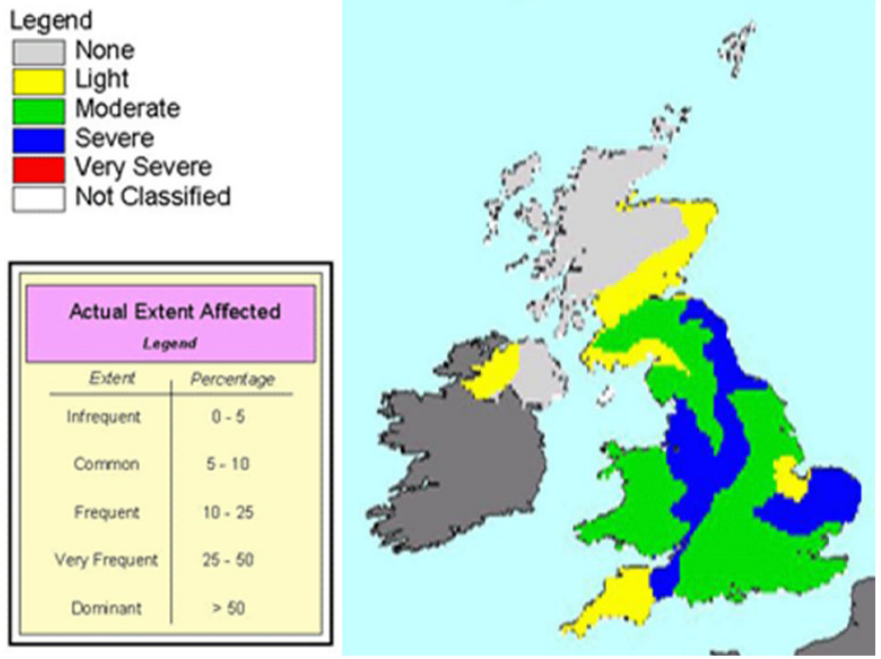 Legend
None
Light
Moderate
Severe
Very Severe
Not Classified
Actual Extent Affected
Legend
Extent Percentage
Infrequent 0 - 5
Common 5 - 10
Frequent 10 - 25
Very Frequent 25 - 50
Dominant > 50